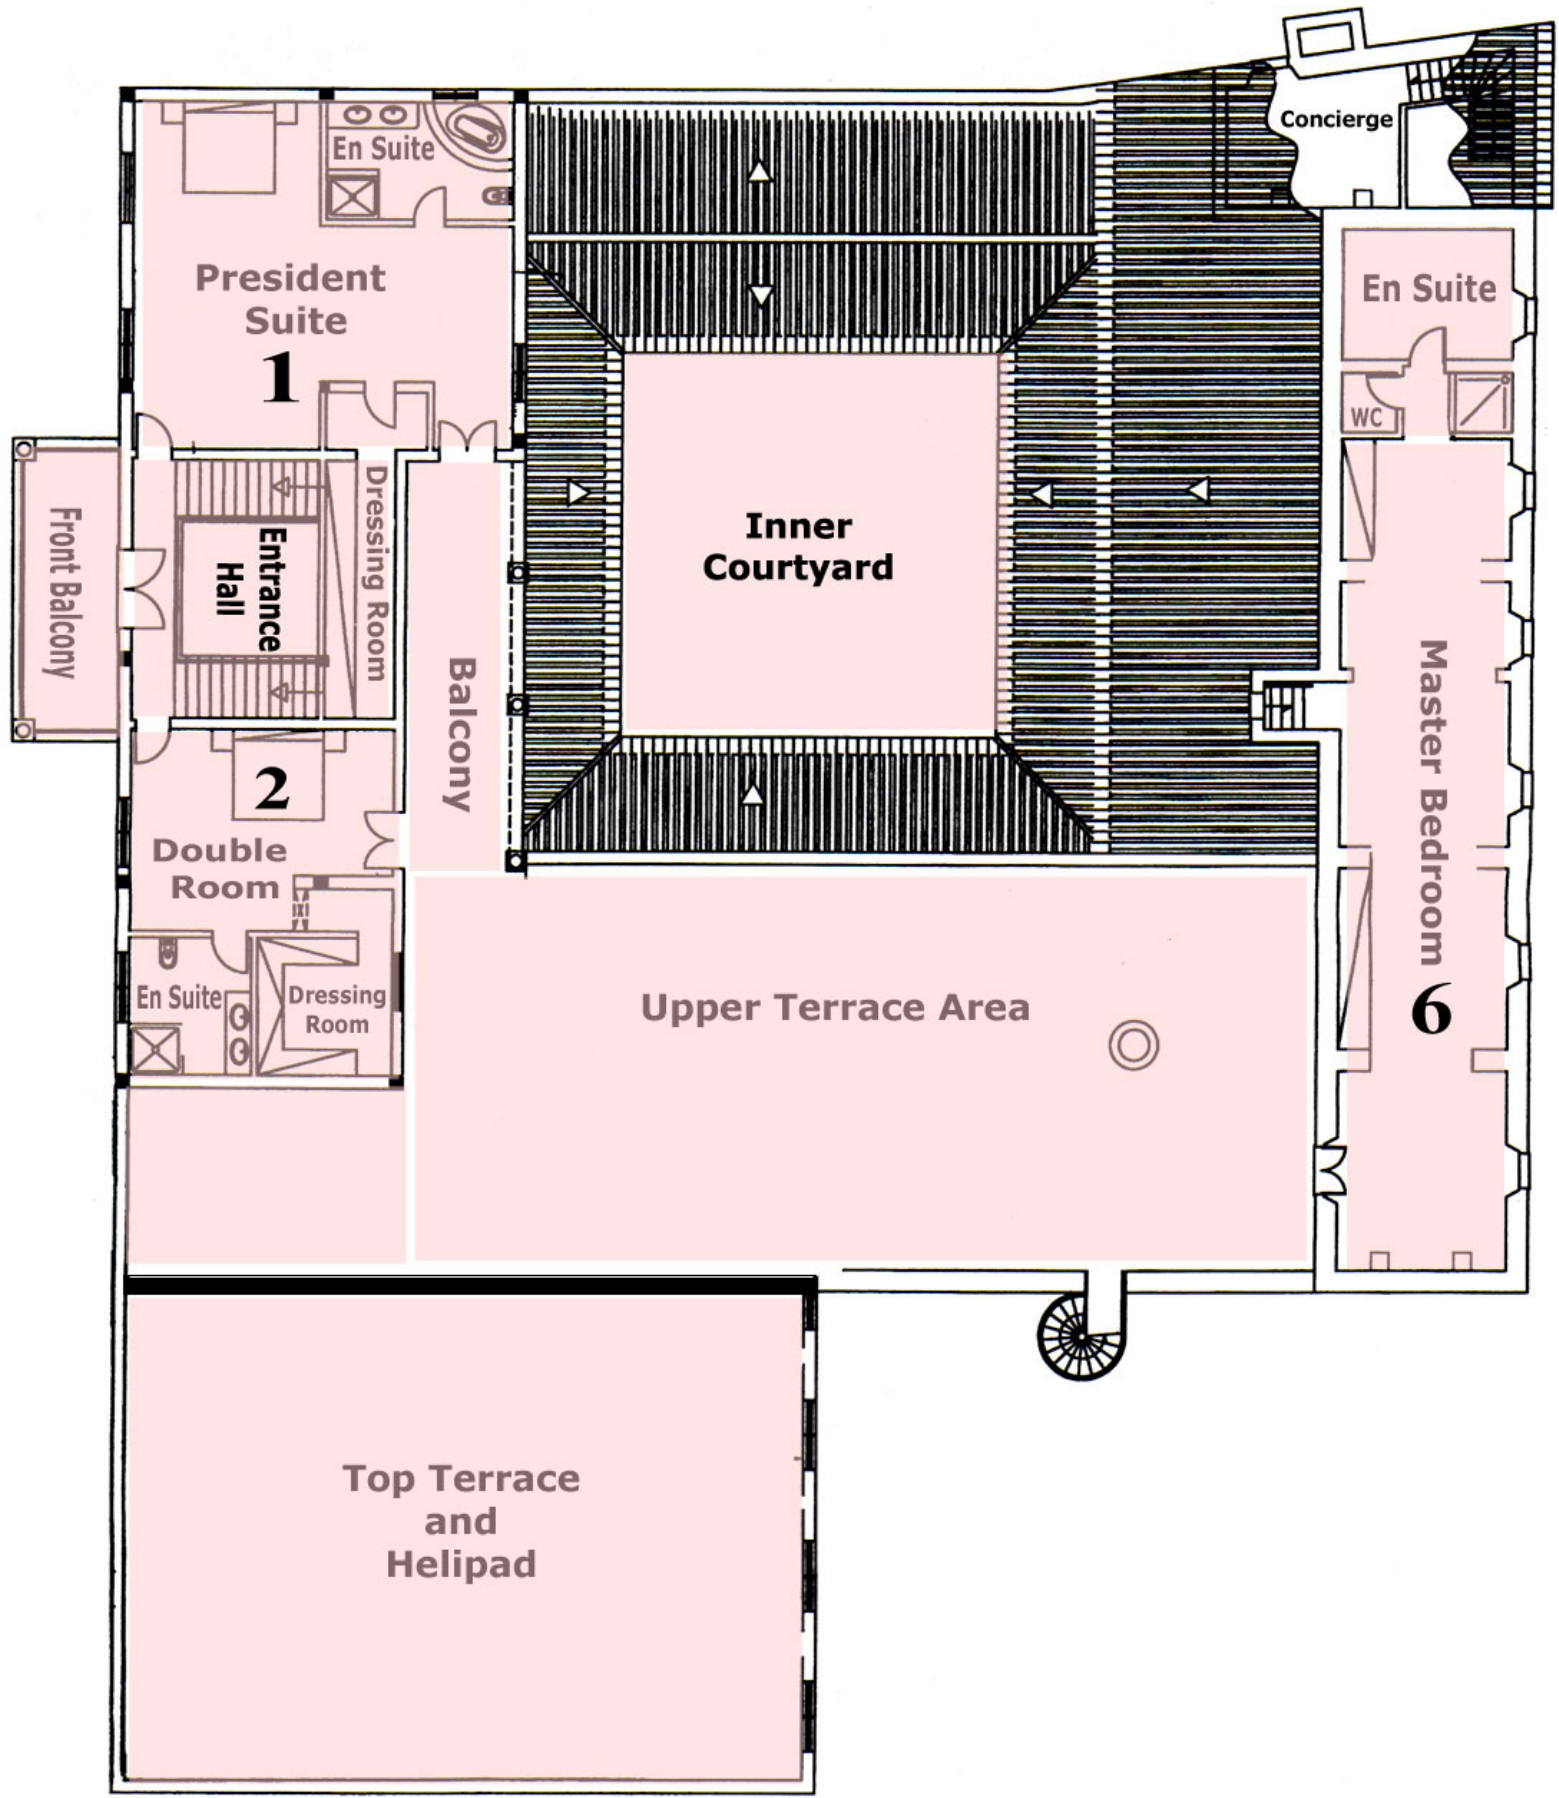 Concierge
En Suite
President
Suite
1
En Suite
WC
Front Balcony
Entrance
Hall
Dressing Room
Inner
Courtyard
Balcony
Master Bedroom
6
2
Double
Room
En Suite
Dressing
Room
Upper Terrace Area
Top Terrace
and
Helipad